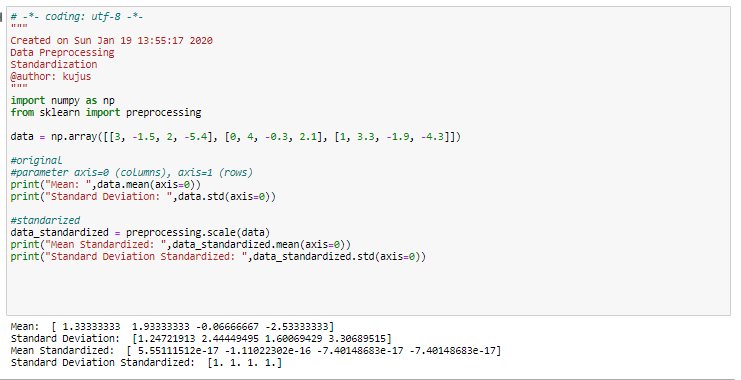 # -*- coding: utf-8 -*-
"""
Created on Sun Jan 19 13:55:17 2020
Data Preprocessing
Standardization
@author: kujus
"""
import numpy as np
from sklearn import preprocessing
data = np.array([[3, -1.5, 2, -5.4], [0, 4, -0.3, 2.1], [1, 3.3, -1.9, -4.3]])
#original
#parameter axis=0 (columns), axis=1 (rows)
print("Mean: ",data.mean(axis=0))
print("Standard Deviation: ",data.std(axis=0))
#standarized
data_standardized = preprocessing.scale(data)
print("Mean Standardized: ",data_standardized.mean(axis=0))
print("Standard Deviation Standardized: ",data_standardized.std(axis=0))
Mean:  [ 1.33333333  1.93333333 -0.06666667 -2.53333333]
Standard Deviation:  [1.24721913 2.44449495 1.60069429 3.30689515]
Mean Standardized:  [ 5.55111512e-17 -1.11022302e-16 -7.40148683e-17 -7.40148683e-17]
Standard Deviation Standardized:  [1. 1. 1. 1.]